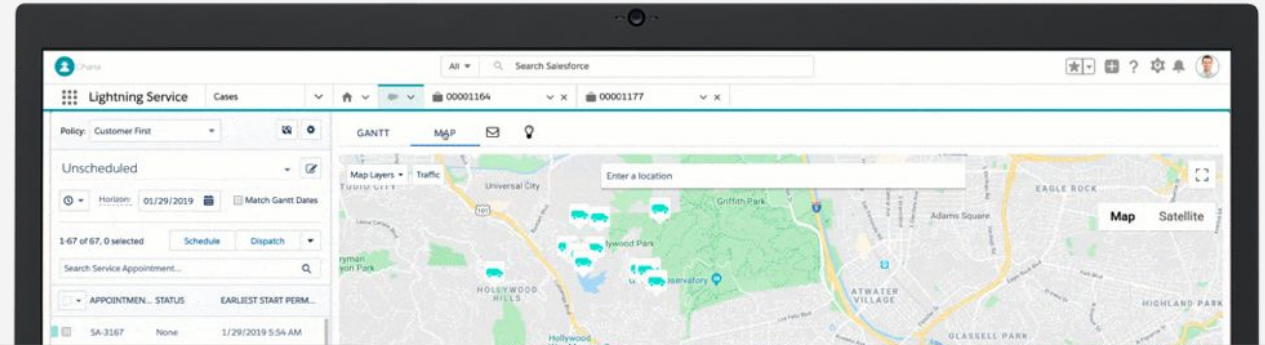 All
Search Salesforce
Lightning Service
Cases
00001164
00001177
Policy:
Customer First
GANTT
MAP
Unscheduled
Map Layers
Traffic
Enter a location
Universal City
EAGLE ROCK
Horizon:
01/29/2019
Match Gantt Dates
101
Griffith Park
5
Adams Square
Map
Satellite
1-67 of 67, 0 selected
Schedule
Dispatch
Search Service Appointment...
HOLLYWOOD
HILLS
ATWATER
VILLAGE
HIGHLAND PARK
APPOINTMEN...
STATUS
EARLIEST START PERM...
SA-3167
None
1/29/2019 5:54 AM
Hollywood
GLASSELL PARK